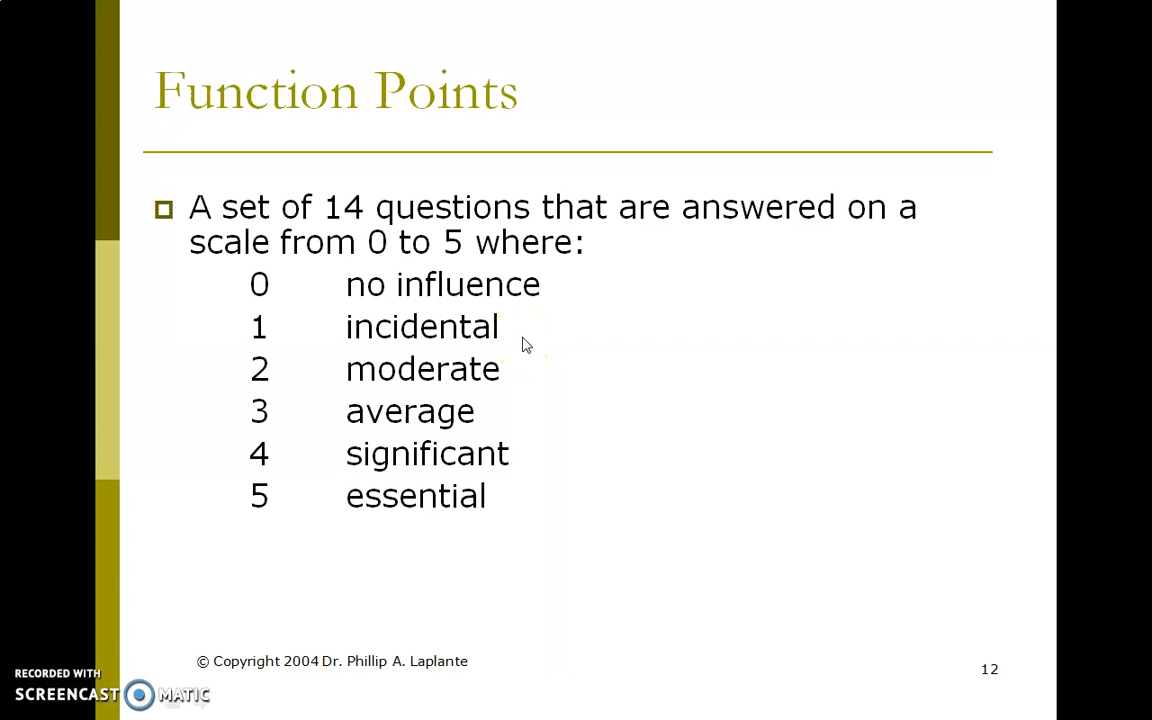 Function Points
A set of 14 questions that are answered on a
scale from 0 to 5 where:
0 no influence
1 incidental
2 moderate
3 average
4 significant
5 essential
© Copyright 2004 Dr. Phillip A. Laplante
12
RECORDED WITH
SCREENCAST MATIC